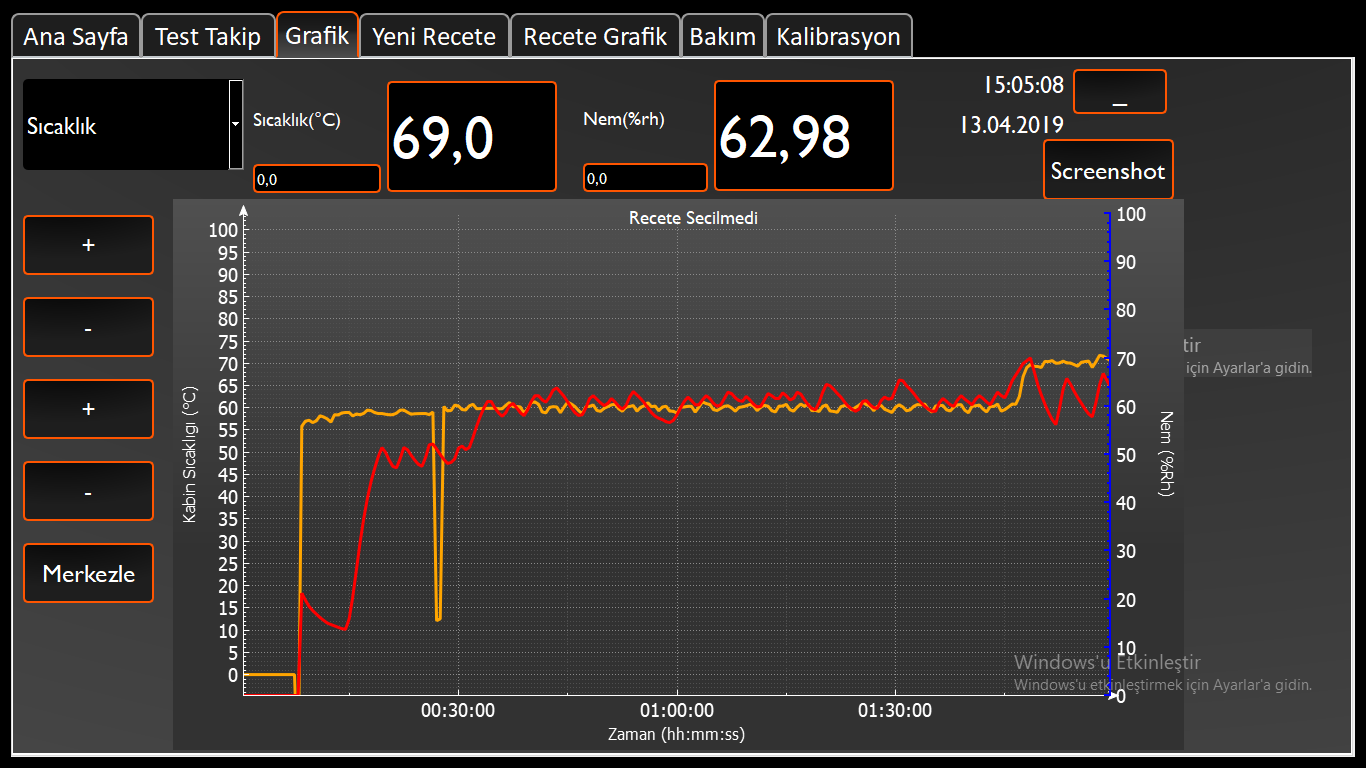 Ana Sayfa
Test Takip
Grafik
Yeni Recete
Recete Grafik
Bakım
Kalibrasyon
Sıcaklık
Sıcaklık(°C)
0,0
69,0
Nem(%rh)
0,0
62,98
15:05:08
13.04.2019
_
Screenshot
+
-
+
-
Merkezle
Recete Secilmedi
100
95
90
85
80
75
70
65
60
55
50
45
40
35
30
25
20
15
10
5
0
Kabin Sıcaklıgı (°C)
00:30:00
01:00:00
01:30:00
Zaman (hh:mm:ss)
100
90
80
70
60
50
40
30
20
10
0
Nem (%Rh)
tir
için Ayarlar'a gidin.
Windows'u Etkinleştir
Windows'u etkinleştirmek için Ayarlar'a gidin.